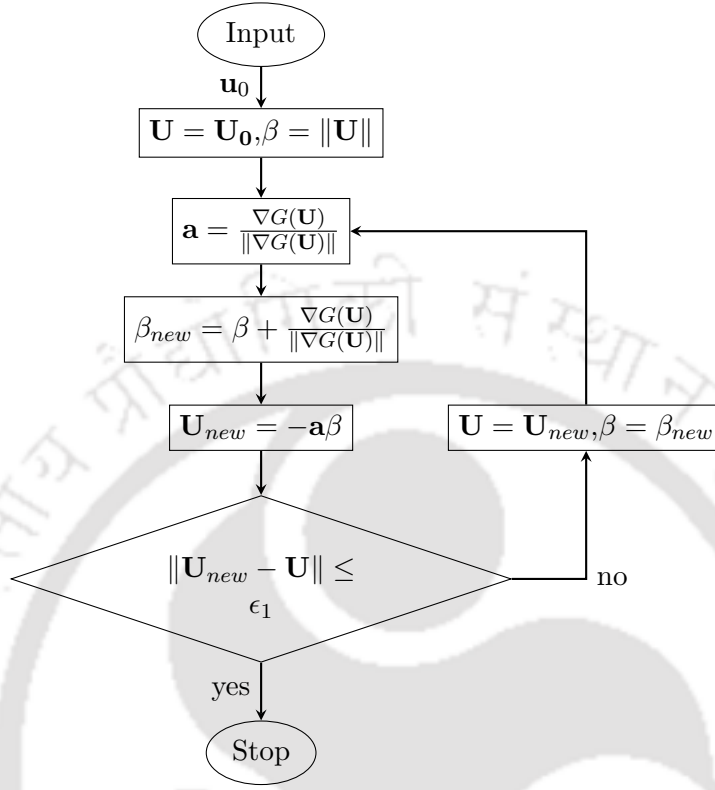 Input
u₀
U = U₀,β = ‖U‖
a = ∇G(U) / ‖∇G(U)‖
β_new = β + ∇G(U) / ‖∇G(U)‖
U_new = −aβ
U = U_new,β = β_new
‖U_new − U‖ ≤
ϵ₁
no
yes
Stop